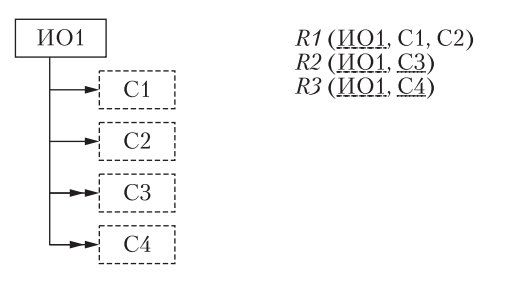 ИО1
С1
С2
С3
С4
R1 (ИО1, С1, С2)
R2 (ИО1, С3)
R3 (ИО1, С4)